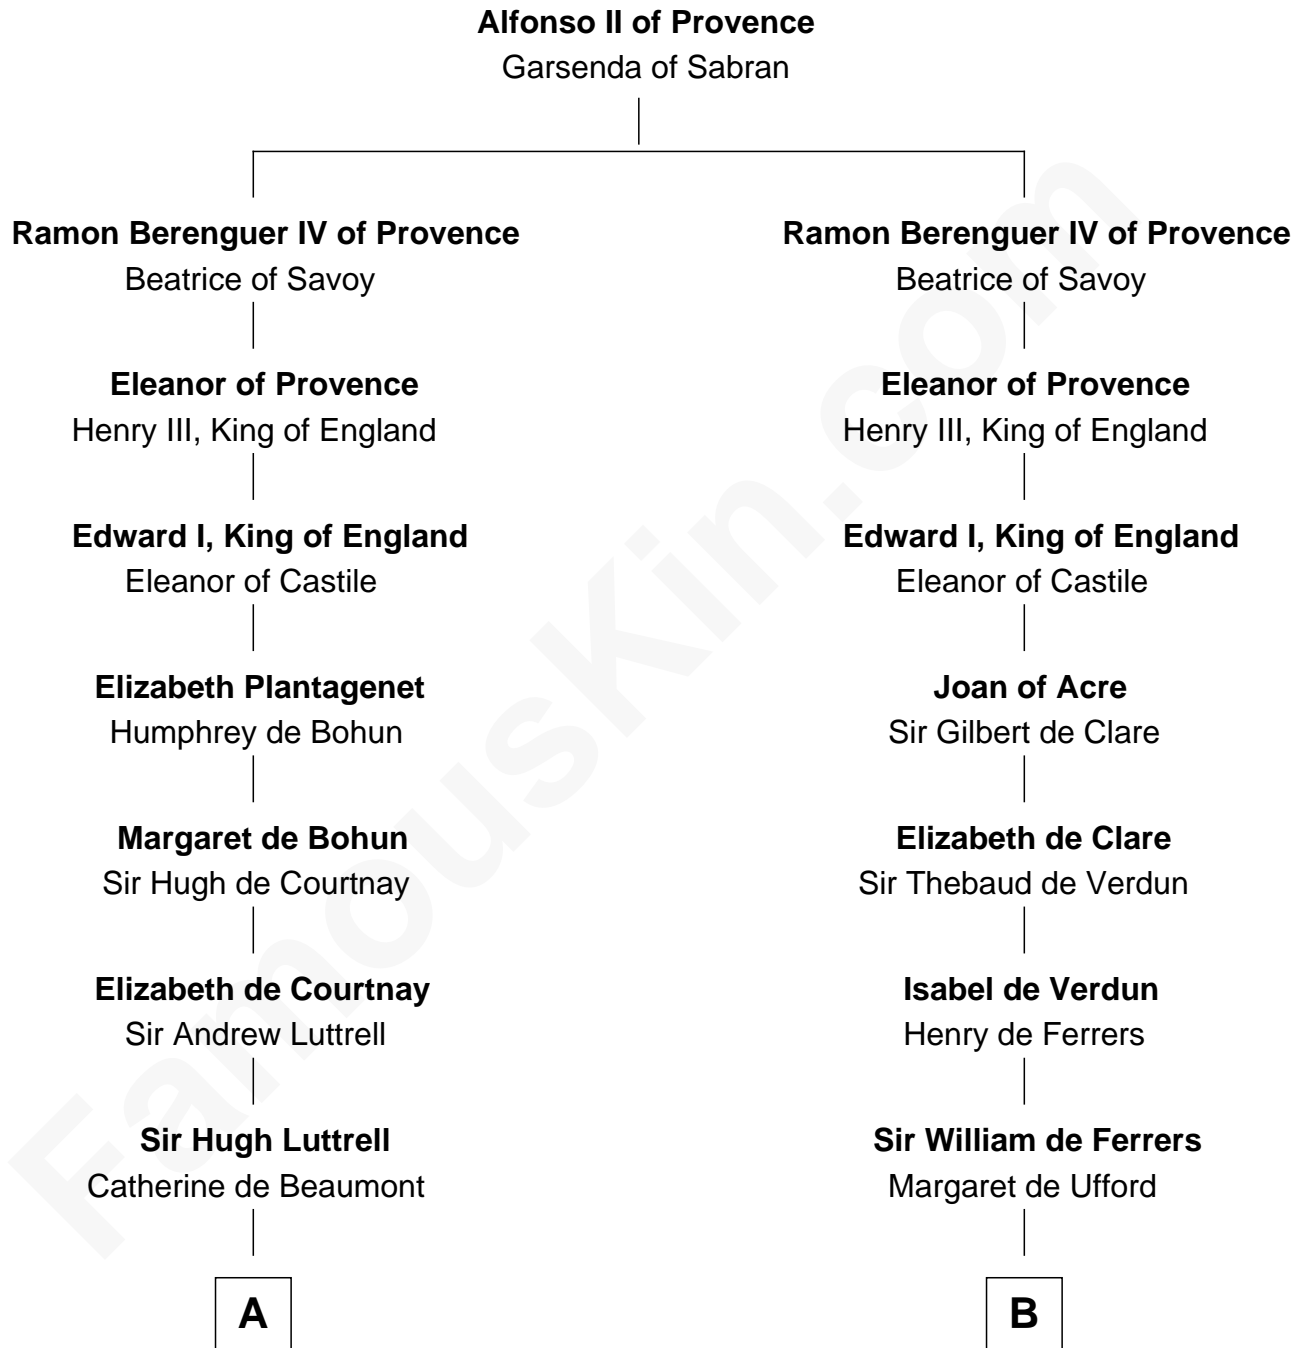 Alfonso II of Provence
Garsenda of Sabran
Ramon Berenguer IV of Provence
Beatrice of Savoy
Eleanor of Provence
Henry III, King of England
Edward I, King of England
Eleanor of Castile
Elizabeth Plantagenet
Humphrey de Bohun
Margaret de Bohun
Sir Hugh de Courtnay
Elizabeth de Courtnay
Sir Andrew Luttrell
Sir Hugh Luttrell
Catherine de Beaumont
A
Ramon Berenguer IV of Provence
Beatrice of Savoy
Eleanor of Provence
Henry III, King of England
Edward I, King of England
Eleanor of Castile
Joan of Acre
Sir Gilbert de Clare
Elizabeth de Clare
Sir Thebaud de Verdun
Isabel de Verdun
Henry de Ferrers
Sir William de Ferrers
Margaret de Ufford
B
FamousKin.com